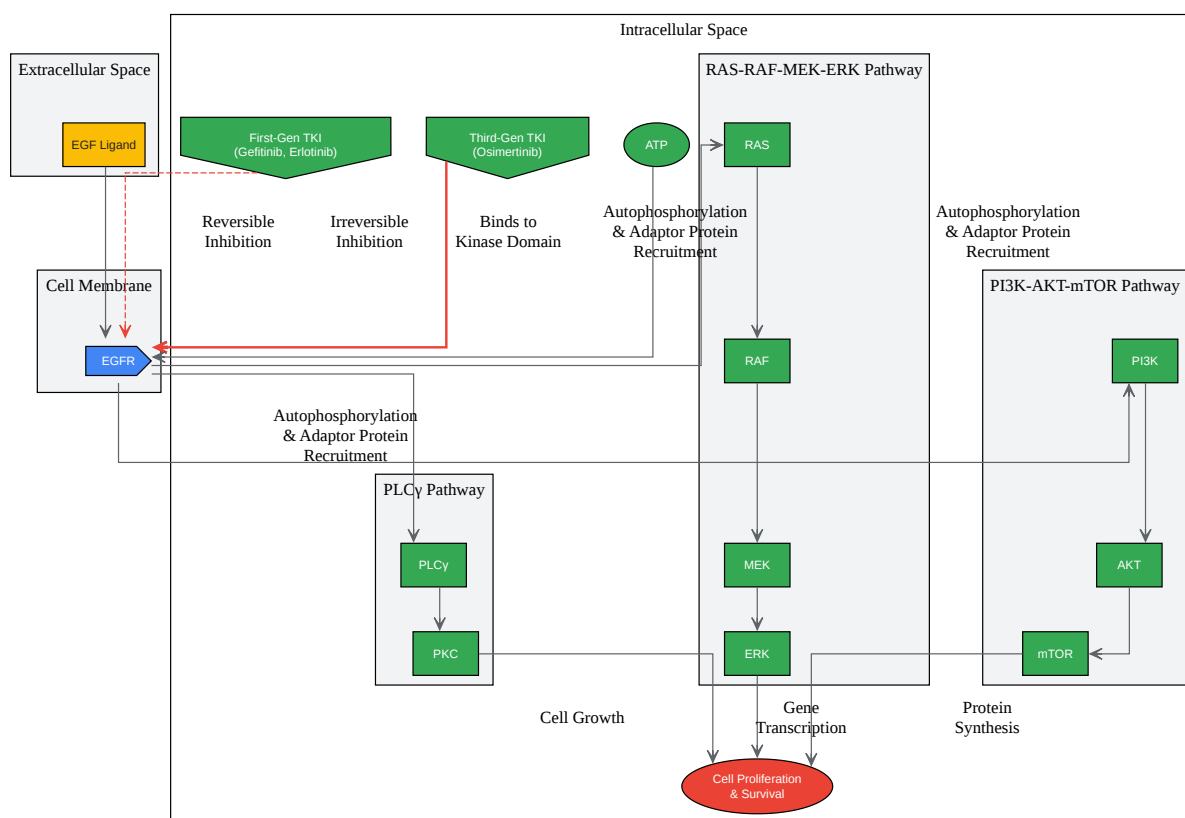 Intracellular Space
Extracellular Space
RAS-RAF-MEK-ERK Pathway
EGF Ligand
First-Gen TKI
(Gefitinib, Erlotinib)
Third-Gen TKI
(Osimertinib)
ATP
RAS
Reversible
Inhibition
Irreversible
Inhibition
Binds to
Kinase Domain
Autophosphorylation
& Adaptor Protein
Recruitment
Autophosphorylation
& Adaptor Protein
Recruitment
Cell Membrane
PI3K-AKT-mTOR Pathway
EGFR
RAF
PI3K
Autophosphorylation
& Adaptor Protein
Recruitment
PLCγ Pathway
PLCγ
MEK
AKT
PKC
ERK
mTOR
Cell Growth
Gene
Transcription
Protein
Synthesis
Cell Proliferation
& Survival